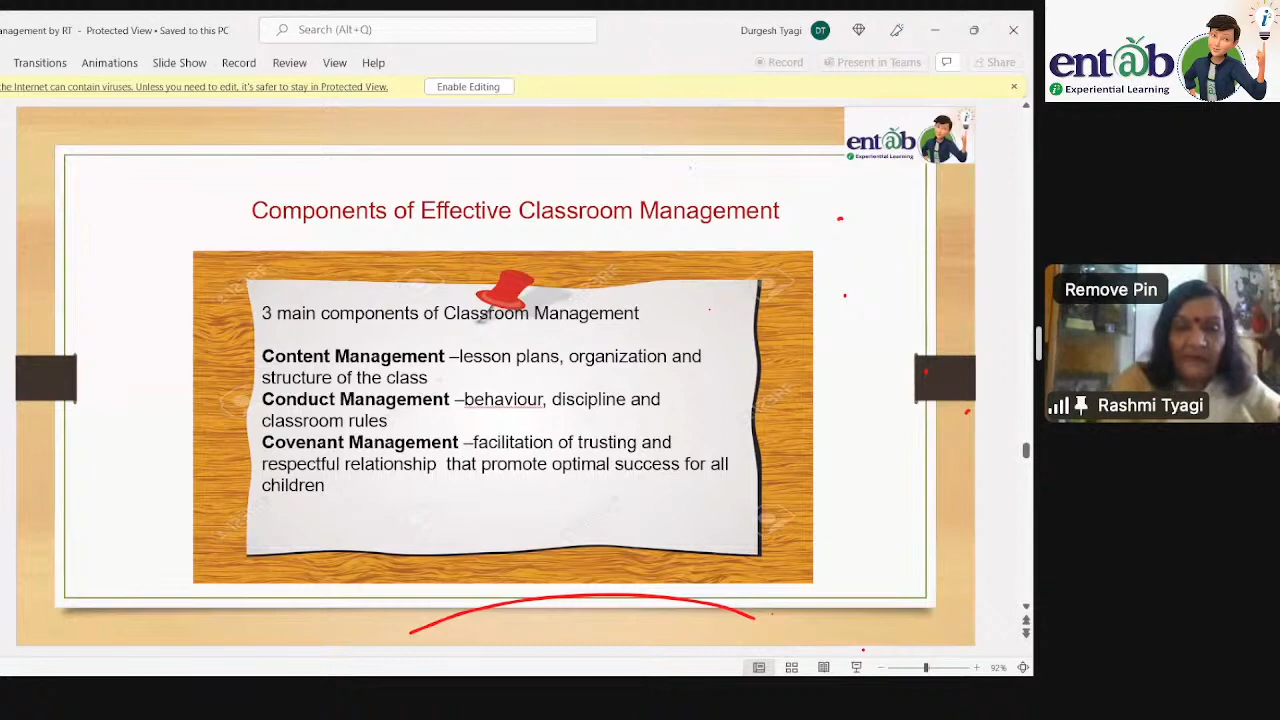 anagement by RT - Protected View • Saved to this PC
Search (Alt+Q)
Durgesh Tyagi
DT
Transitions Animations Slide Show Record Review View Help
Record
Present in Teams
Share
the Internet can contain viruses. Unless you need to edit, it's safer to stay in Protected View.
Enable Editing
entab
i Experiential Learning
Components of Effective Classroom Management
3 main components of Classroom Management
Content Management –lesson plans, organization and
structure of the class
Conduct Management –behaviour, discipline and
classroom rules
Covenant Management –facilitation of trusting and
respectful relationship that promote optimal success for all
children
92%
entab
i Experiential Learning
Remove Pin
Rashmi Tyagi